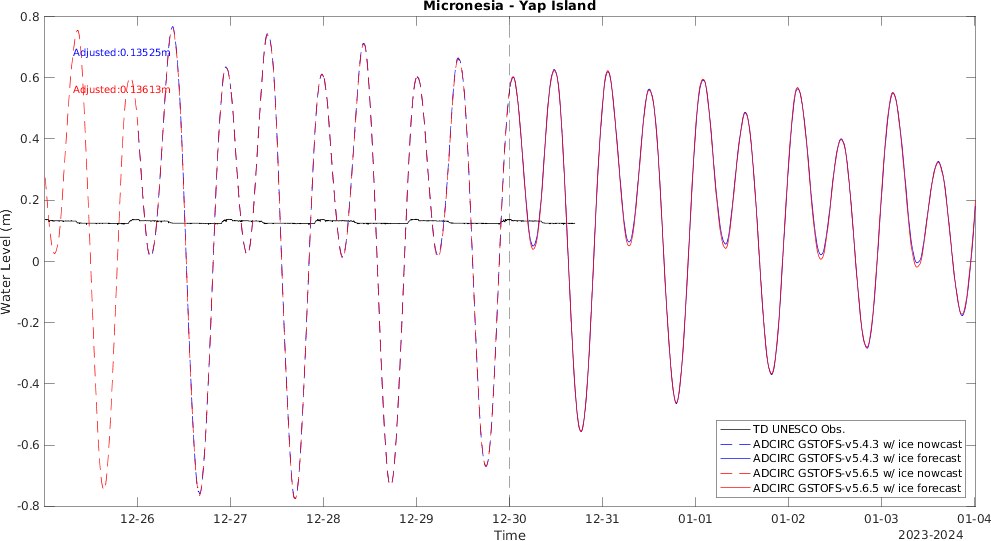 Micronesia - Yap Island
Adjusted:0.13525m
Adjusted:0.13613m
Water Level (m)
0.8
0.6
0.4
0.2
0
-0.2
-0.4
-0.6
-0.8
TD UNESCO Obs.
ADCIRC GSTOFS-v5.4.3 w/ ice nowcast
ADCIRC GSTOFS-v5.4.3 w/ ice forecast
ADCIRC GSTOFS-v5.6.5 w/ ice nowcast
ADCIRC GSTOFS-v5.6.5 w/ ice forecast
12-26 12-27 12-28 12-29 12-30 12-31 01-01 01-02 01-03 01-04
Time
2023-2024